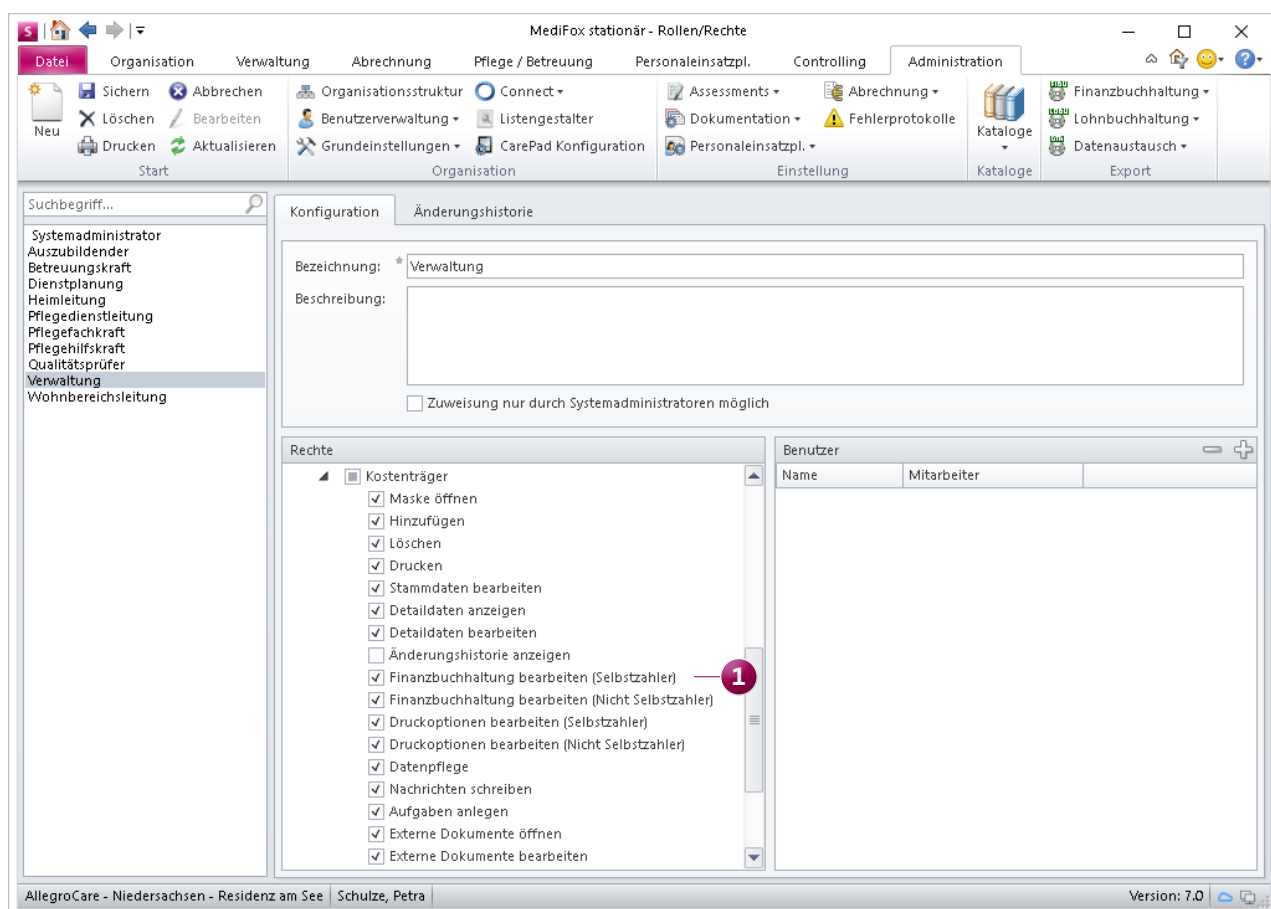 S
MediFox stationär - Rollen/Rechte
Datei Organisation Verwaltung Abrechnung Pflege / Betreuung Personaleinsatzpl. Controlling Administration
Neu Sichern Abbrechen Organisationsstruktur Connect Assessments Abrechnung Kataloge Finanzbuchhaltung
Löschen Bearbeiten Benutzerverwaltung Listengestalter Dokumentation Fehlerprotokolle Lohnbuchhaltung
Drucken Aktualisieren Grundeinstellungen CarePad Konfiguration Personaleinsatzpl. Datenaustausch
Start Organisation Einstellung Kataloge Export
Suchbegriff...
Systemadministrator
Auszubildender
Betreuungskraft
Dienstplanung
Heimleitung
Pflegedienstleitung
Pflegefachkraft
Pflegehilfskraft
Qualitätsprüfer
Verwaltung
Wohnbereichsleitung
Konfiguration Änderungshistorie
Bezeichnung: * Verwaltung
Beschreibung:
Zuweisung nur durch Systemadministratoren möglich
Rechte
Kostenträger
Maske öffnen
Hinzufügen
Löschen
Drucken
Stammdaten bearbeiten
Detaildaten anzeigen
Detaildaten bearbeiten
Änderungshistorie anzeigen
Finanzbuchhaltung bearbeiten (Selbstzahler) 1
Finanzbuchhaltung bearbeiten (Nicht Selbstzahler)
Druckoptionen bearbeiten (Selbstzahler)
Druckoptionen bearbeiten (Nicht Selbstzahler)
Datenpflege
Nachrichten schreiben
Aufgaben anlegen
Externe Dokumente öffnen
Externe Dokumente bearbeiten
Benutzer
Name Mitarbeiter
AllegroCare - Niedersachsen - Residenz am See Schulze, Petra Version: 7.0